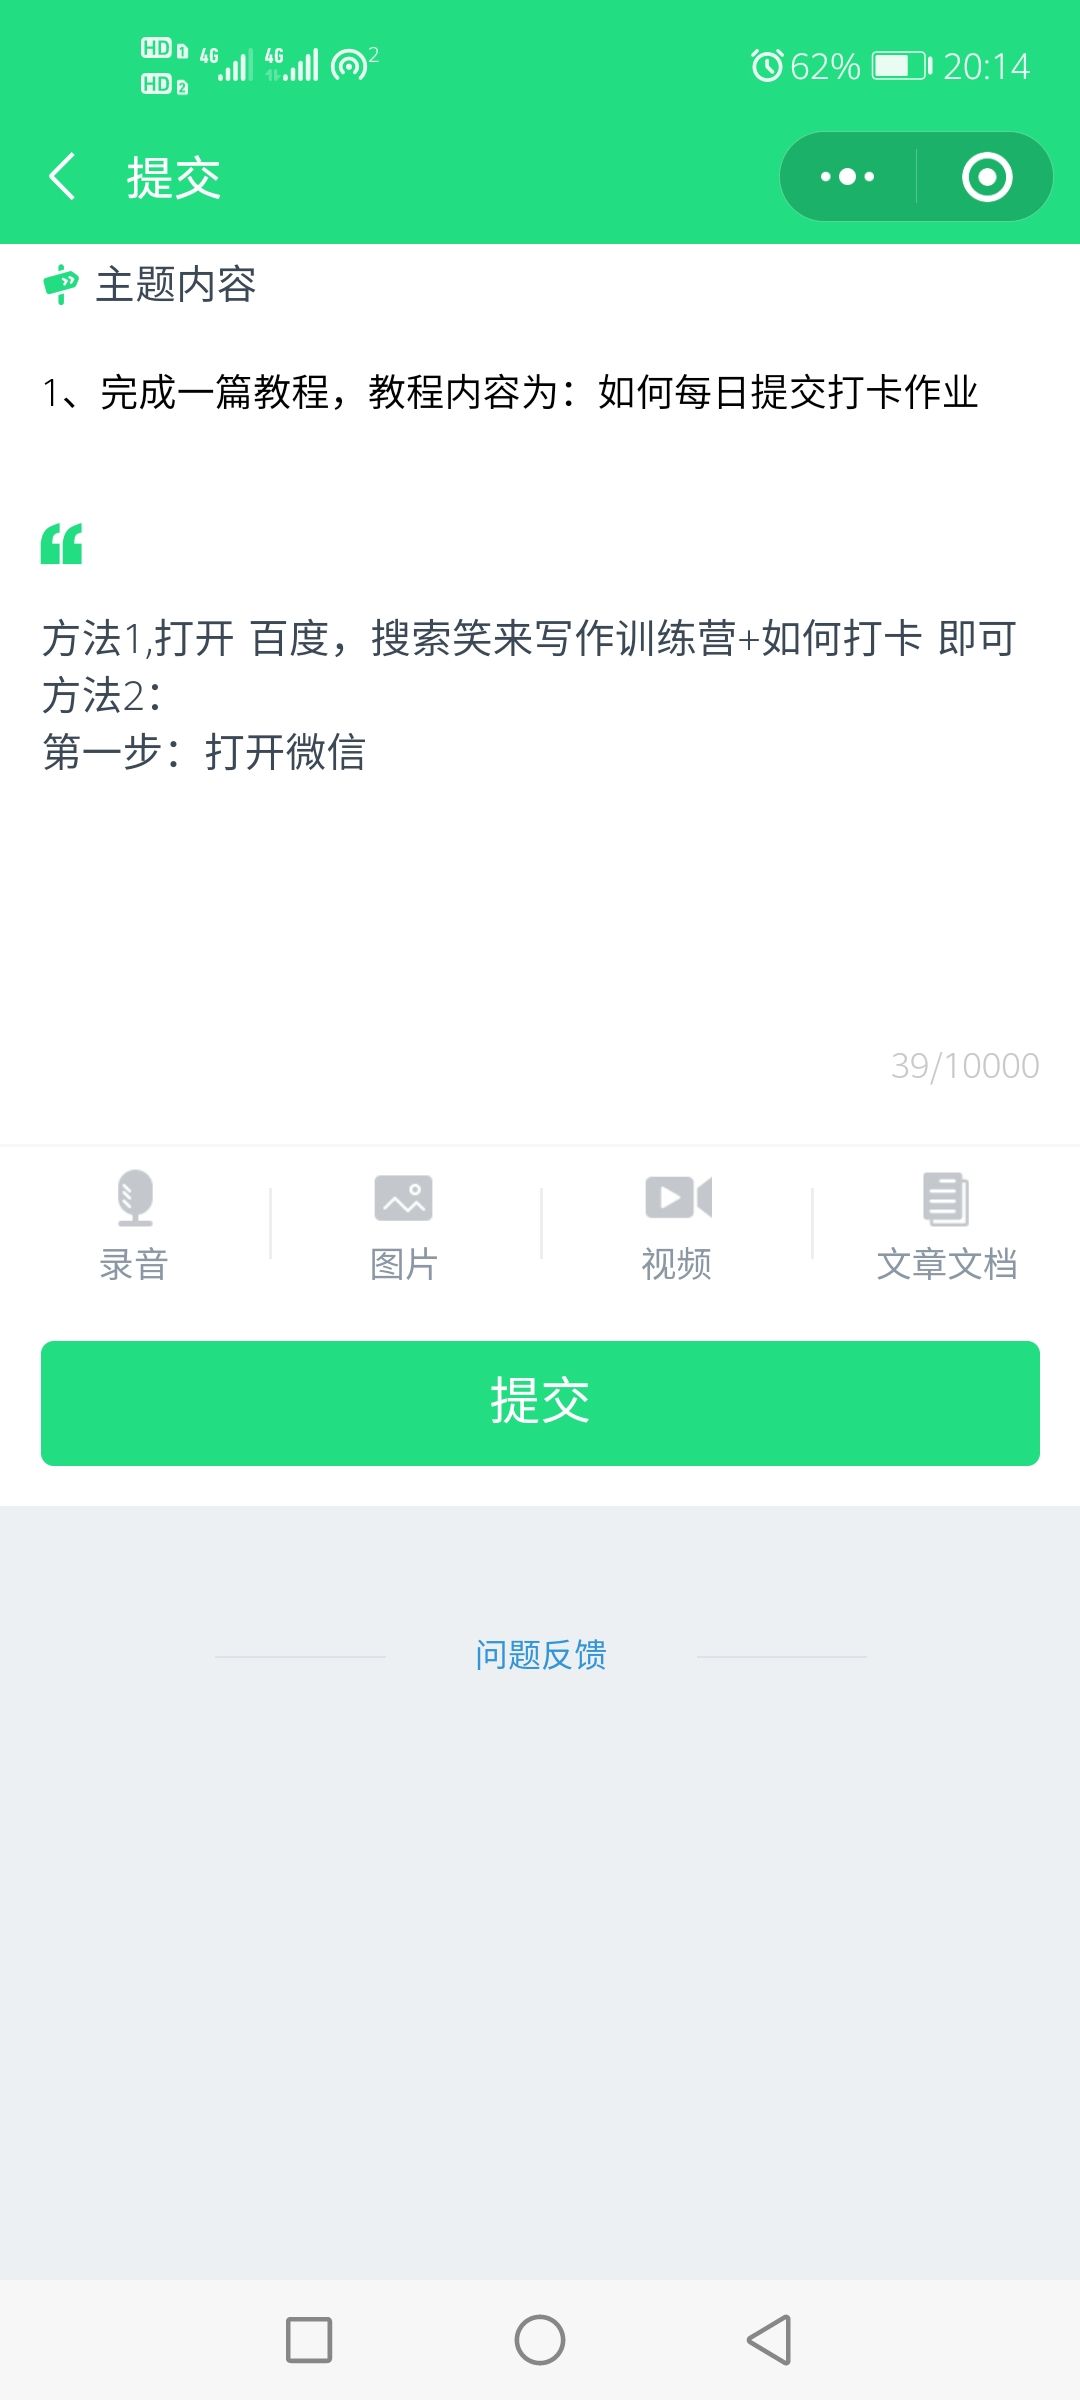 HD 1 4G 4G 2 62% 20:14
HD 2
提交
主题内容
1、完成一篇教程，教程内容为：如何每日提交打卡作业
方法1,打开 百度，搜索笑来写作训练营+如何打卡 即可
方法2：
第一步：打开微信
39/10000
录音 图片 视频 文章文档
提交
问题反馈